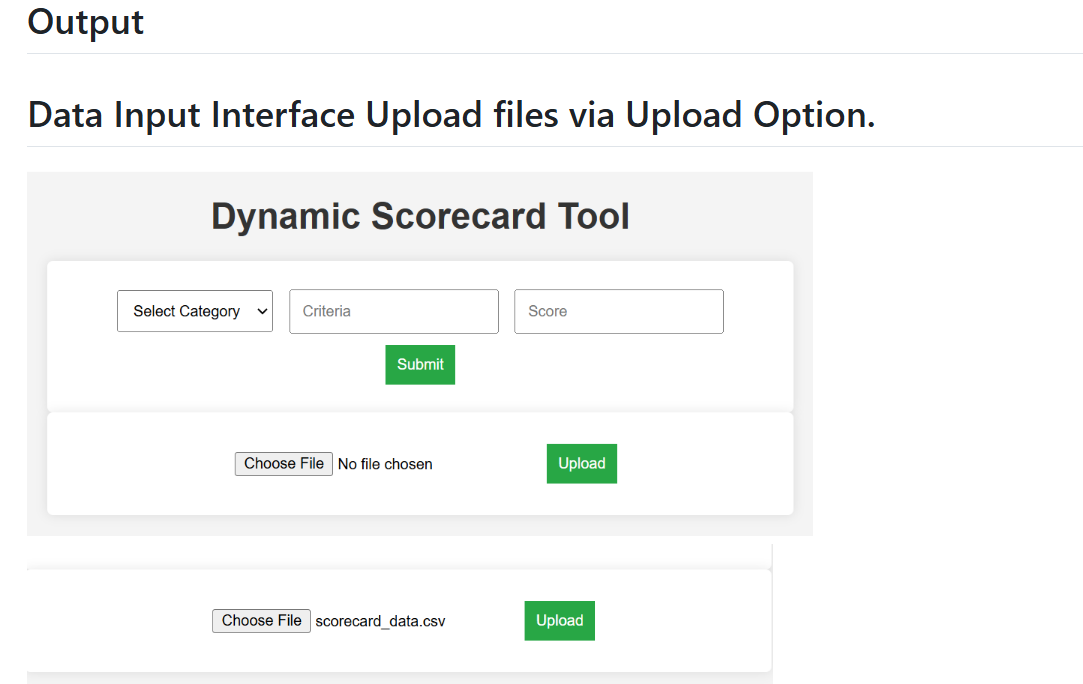 Output
Data Input Interface Upload files via Upload Option.
Dynamic Scorecard Tool
Select Category Criteria Score
Submit
Choose File No file chosen Upload
Choose File scorecard_data.csv Upload